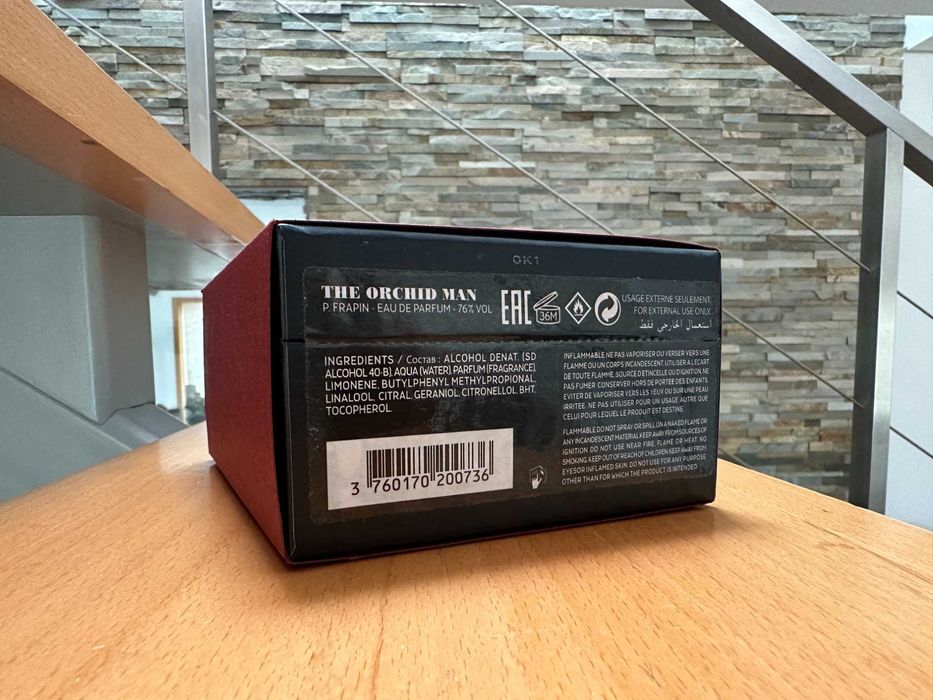 OK1
THE ORCHID MAN
P. FRAPIN - EAU DE PARFUM - 76% VOL
EAC
36M
USAGE EXTERNE SEULEMENT.
FOR EXTERNAL USE ONLY.
استعمال الخارجي فقط
INGREDIENTS / Состав : ALCOHOL DENAT. (SD
ALCOHOL 40-B), AQUA (WATER), PARFUM (FRAGRANCE),
LIMONENE, BUTYLPHENYL METHYLPROPIONAL,
LINALOOL, CITRAL, GERANIOL, CITRONELLOL, BHT,
TOCOPHEROL.
INFLAMMABLE NE PAS VAPORISER OU VERSER VERS UNE
FLAMME OU UN CORPS INCANDESCENT, UTILISER A L'ECART
DE TOUTE FLAMME, SOURCE D'ETINCELLE OU D'IGNITION NE
PAS FUMER. CONSERVER HORS DE PORTEE DES ENFANTS.
EVITER DE VAPORISER VERS LES YEUX OU SUR UNE PEAU
IRRITEE. NE PAS UTILISER POUR UN USAGE AUTRE QUE
CELUI POUR LEQUEL LE PRODUIT EST DESTINE.
FLAMMABLE DO NOT SPRAY OR SPILL ON A NAKED FLAME OR
ANY INCANDESCENT MATERIAL KEEP AWAY FROM SOURCES OF
IGNITION DO NOT USE NEAR FIRE, FLAME OR HEAT NO
SMOKING KEEP OUT OF REACH OF CHILDREN KEEP AWAY FROM
EYES OR INFLAMED SKIN. DO NOT USE FOR ANY PURPOSE
OTHER THAN FOR WHICH THE PRODUCT IS INTENDED
3 760170 200736